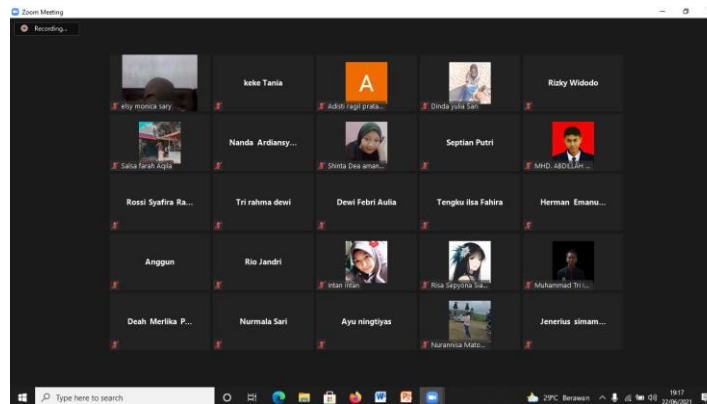 Zoom Meeting
Recording...
elsy monica sary
keke Tania
A
Adisti ragil prata...
Dinda yulia Sari
Rizky Widodo
Salsa farah Aqila
Nanda Ardiansy...
Shinta Dea aman...
Septian Putri
MHD. ABDILLAH ...
Rossi Syafira Ra...
Tri rahma dewi
Dewi Febri Aulia
Tengku ilsa Fahira
Herman Emanu...
Anggun
Rio Jandri
Intan Intan
Risa Sepyona Sia...
Muhammad Tri i...
Deah Merlika P...
Nurmala Sari
Ayu ningtiyas
Nurannisa Mato...
Jenerius simam...
Type here to search
29°C Berawan
19:17
22/06/2021